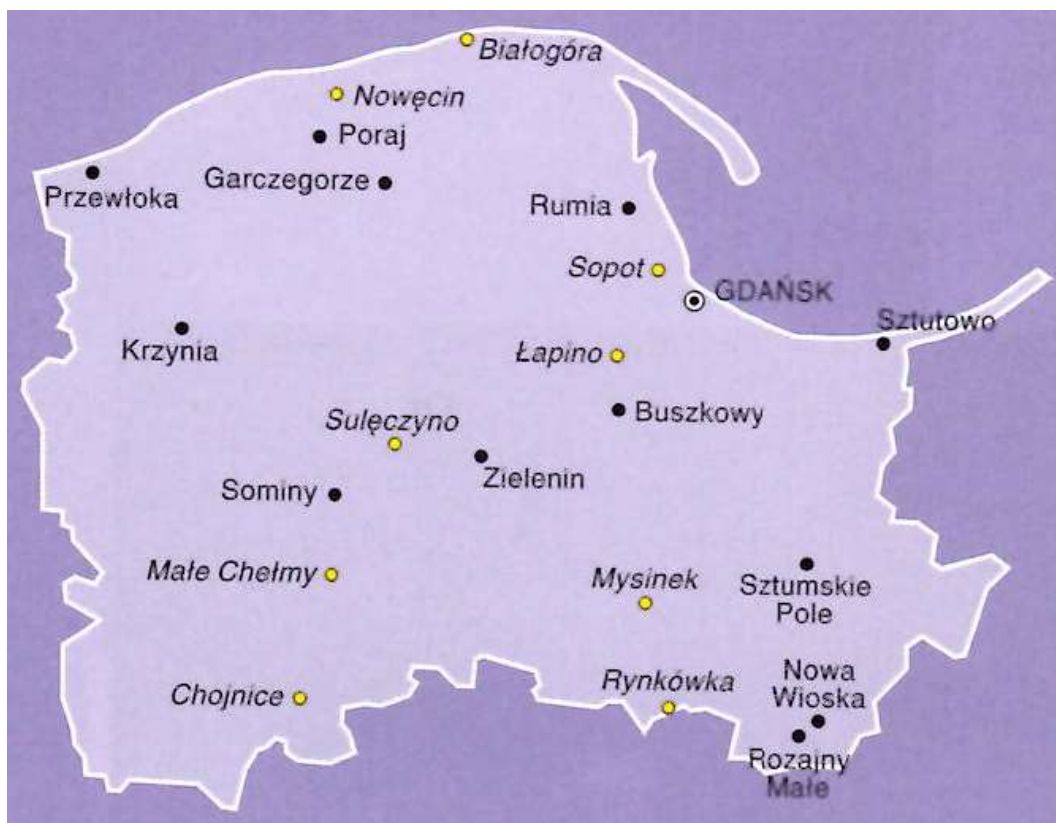 Białogóra
Nowęcin
Poraj
Garczegorze
Przewłoka
Rumia
Sopot
GDAŃSK
Sztutowo
Krzynia
Łapino
Buszkowy
Sulęczyno
Zielenin
Sominy
Małe Chełmy
Mysinek
Sztumskie
Pole
Chojnice
Rynkówka
Nowa
Wioska
Rozajny
Małe